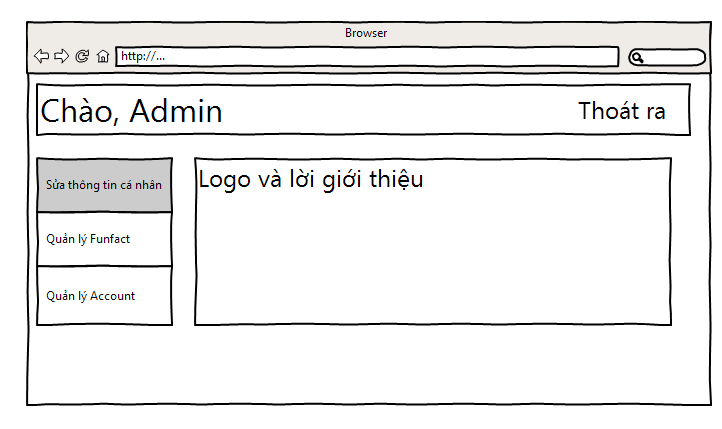 Browser
http://...
Chào, Admin
Thoát ra
Sửa thông tin cá nhân
Logo và lời giới thiệu
Quản lý Funfact
Quản lý Account